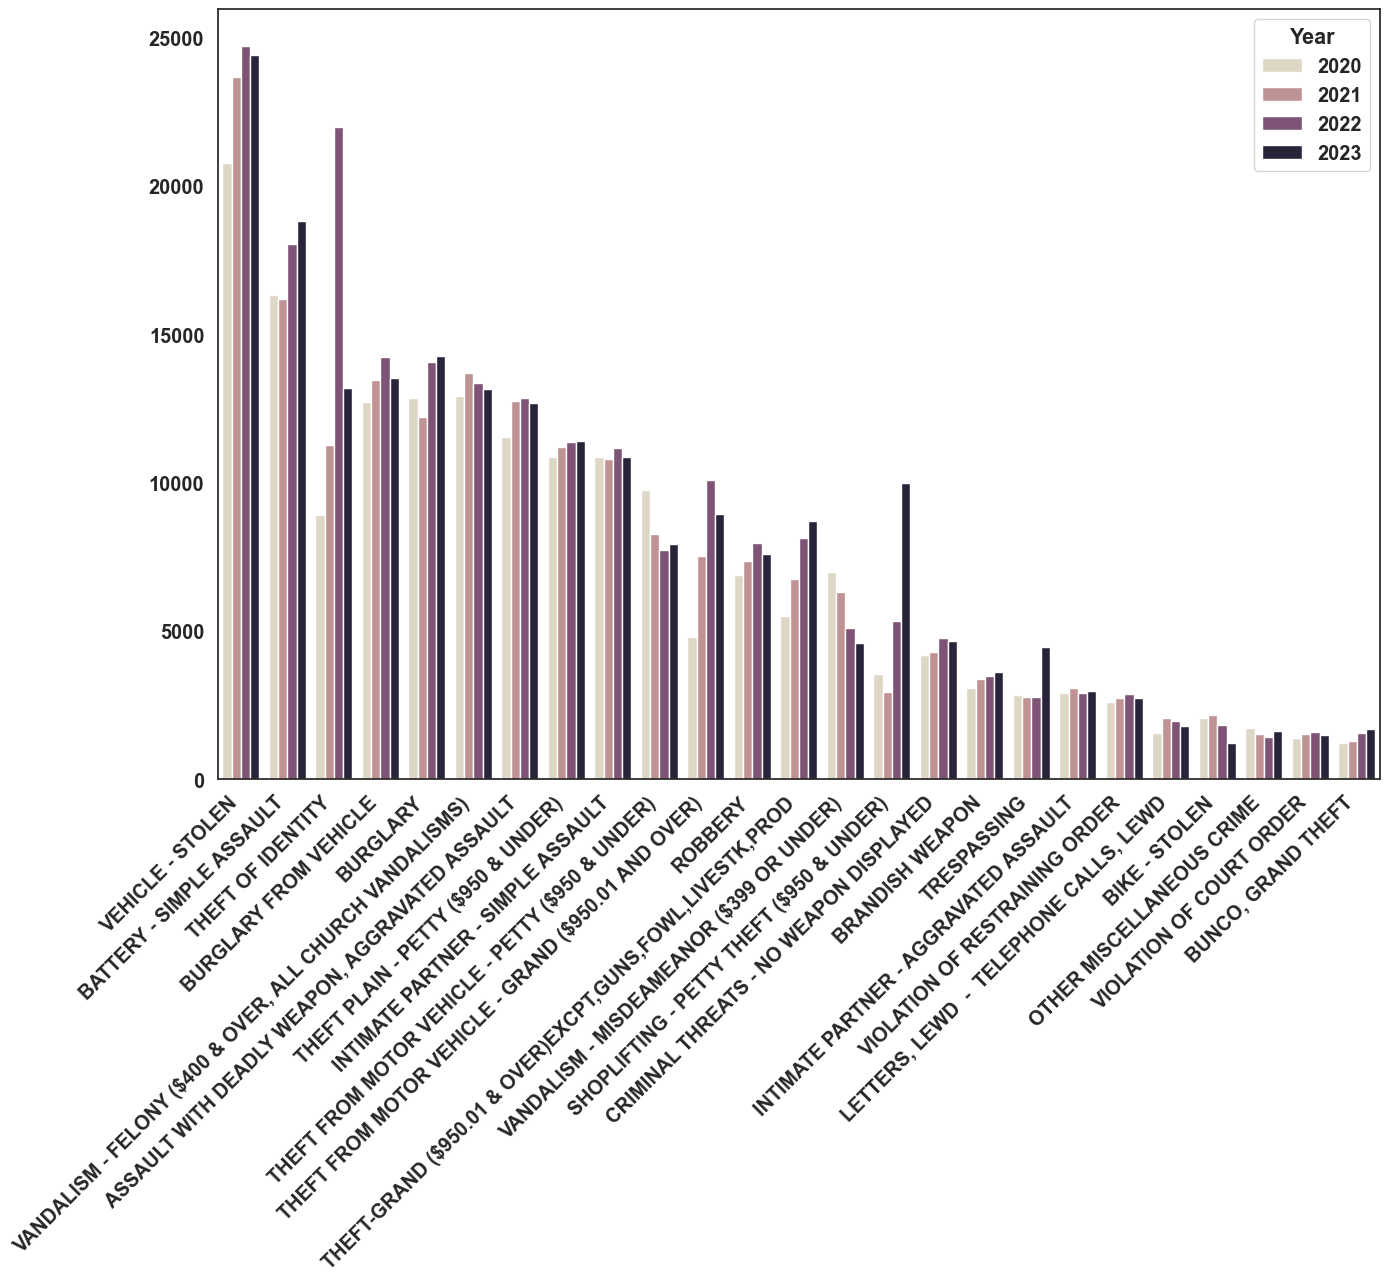 25000
20000
15000
10000
5000
0
Year
2020
2021
2022
2023
VEHICLE - STOLEN
BATTERY - SIMPLE ASSAULT
THEFT OF IDENTITY
BURGLARY FROM VEHICLE
BURGLARY
VANDALISM - FELONY ($400 & OVER, ALL CHURCH VANDALISMS)
ASSAULT WITH DEADLY WEAPON, AGGRAVATED ASSAULT
THEFT PLAIN - PETTY ($950 & UNDER)
INTIMATE PARTNER - SIMPLE ASSAULT
THEFT FROM MOTOR VEHICLE - PETTY ($950 & UNDER)
THEFT FROM MOTOR VEHICLE - GRAND ($950.01 AND OVER)
ROBBERY
THEFT-GRAND ($950.01 & OVER)EXCPT,GUNS,FOWL,LIVESTK,PROD
VANDALISM - MISDEAMEANOR ($399 OR UNDER)
SHOPLIFTING - PETTY THEFT ($950 & UNDER)
CRIMINAL THREATS - NO WEAPON DISPLAYED
BRANDISH WEAPON
TRESPASSING
INTIMATE PARTNER - AGGRAVATED ASSAULT
VIOLATION OF RESTRAINING ORDER
LETTERS, LEWD  -  TELEPHONE CALLS, LEWD
BIKE - STOLEN
OTHER MISCELLANEOUS CRIME
VIOLATION OF COURT ORDER
BUNCO, GRAND THEFT